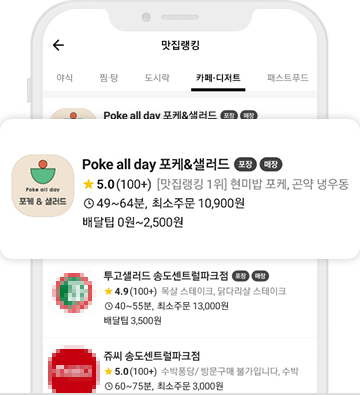 맛집랭킹
야식 찜·탕 도시락 카페·디저트 패스트푸드
Poke all day 포케&샐러드 포장 매장
Poke all day
포케 & 샐러드
Poke all day 포케&샐러드 포장 매장
5.0(100+) [맛집랭킹 1위] 현미밥 포케, 곤약 냉우동
49~64분, 최소주문 10,900원
배달팁 0원~2,500원
투고샐러드 송도센트럴파크점 포장 매장
4.9(100+) 목살 스테이크, 닭다리살 스테이크
40~55분, 최소주문 13,000원
배달팁 3,500원
쥬씨 송도센트럴파크점
5.0(100+) 수박퐁당/ 방문구매 불가입니다, 수박
60~75분, 최소주문 3,000원